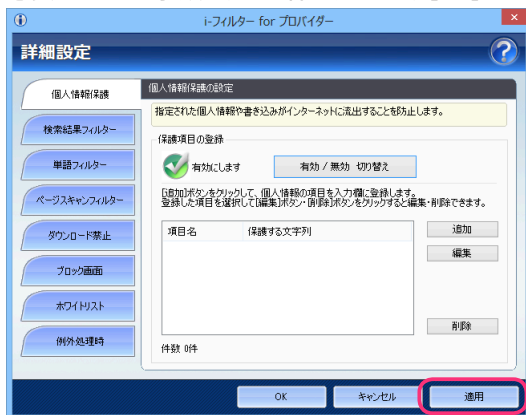 i-フィルター for プロバイダー
詳細設定
?
個人情報保護
検索結果フィルター
単語フィルター
ページスキャンフィルター
ダウンロード禁止
ブロック画面
ホワイトリスト
例外処理時
個人情報保護の設定
指定された個人情報や書き込みがインターネットに流出することを防止します。
保護項目の登録
有効にします
有効 / 無効 切り替え
[追加]ボタンをクリックして、個人情報の項目を入力欄に登録します。
登録した項目を選択して[編集]ボタン・[削除]ボタンをクリックすると編集・削除できます。
項目名 保護する文字列
追加
編集
削除
件数 0件
OK キャンセル 適用